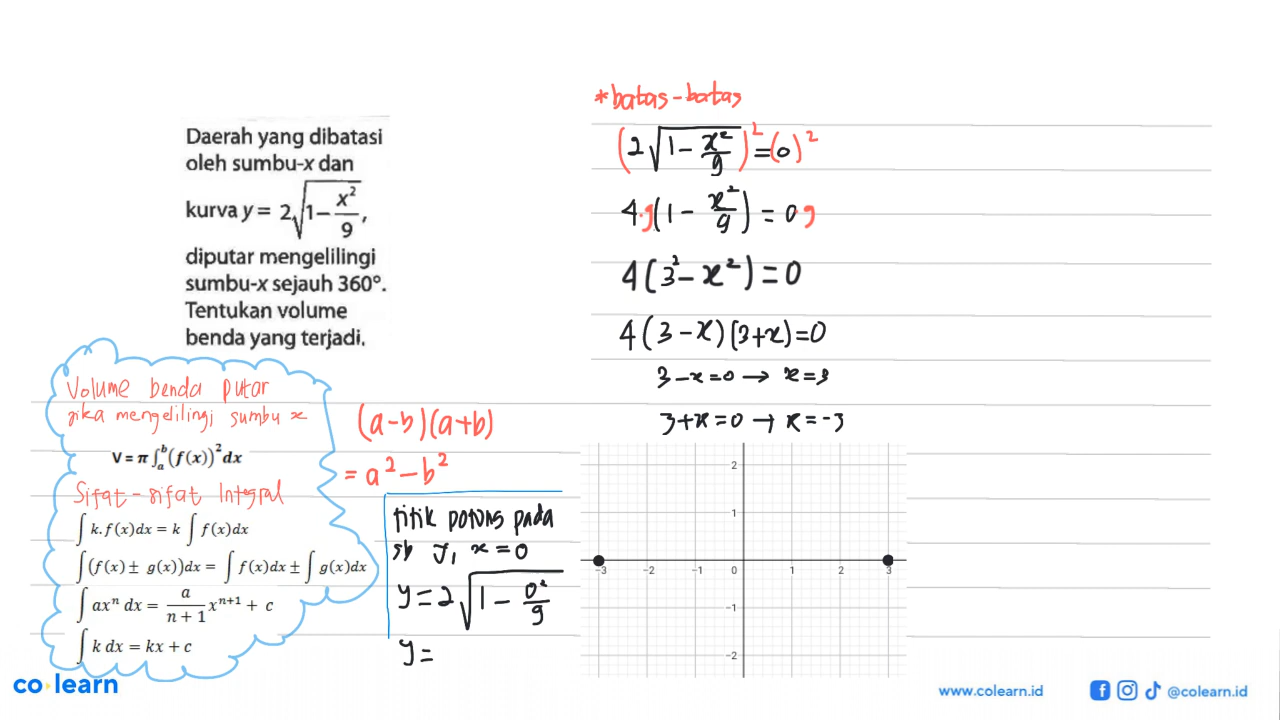 Daerah yang dibatasi
oleh sumbu-x dan
kurva y = 2√(1-x²/9),
diputar mengelilingi
sumbu-x sejauh 360°.
Tentukan volume
benda yang terjadi.
Volume benda putar
jika mengelilingi sumbu x
V = π ∫ₐᵇ (f(x))² dx
Sifat-sifat Integral
∫ k.f(x)dx = k ∫ f(x)dx
∫ (f(x) ± g(x))dx = ∫ f(x)dx ± ∫ g(x)dx
∫ axⁿ dx = a/(n+1) xⁿ⁺¹ + c
∫ k dx = kx + c
(a-b)(a+b)
= a² - b²
titik potong pada
sb y, x = 0
y = 2√(1 - 0²/9)
y =
*batas-batas
(2√(1 - x²/9))² = (0)²
4.9(1 - x²/9) = 0 9
4(3² - x²) = 0
4(3 - x)(3+x) = 0
3 - x = 0 → x = 3
3 + x = 0 → x = -3
2
1
-3 -2 -1 0 1 2 3
-1
-2
co learn
www.colearn.id
@colearn.id